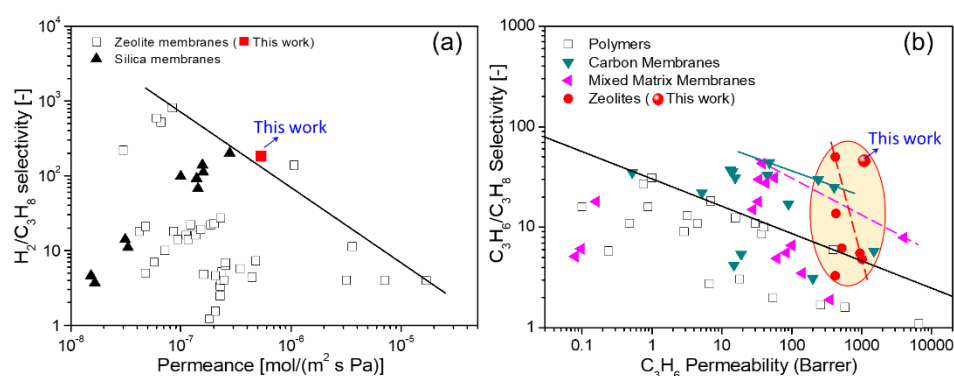 (a)
H₂/C₃H₈ selectivity [-]
10⁴
10³
10²
10¹
10⁰
10⁻⁸
10⁻⁷
10⁻⁶
10⁻⁵
Permeance [mol/(m² s Pa)]
Zeolite membranes ( This work)
Silica membranes
This work
(b)
C₃H₆/C₃H₈ Selectivity [-]
1000
100
10
1
0.1
1
10
100
1000
C₃H₆ Permeability (Barrer)
Polymers
Carbon Membranes
Mixed Matrix Membranes
Zeolites ( This work)
This work